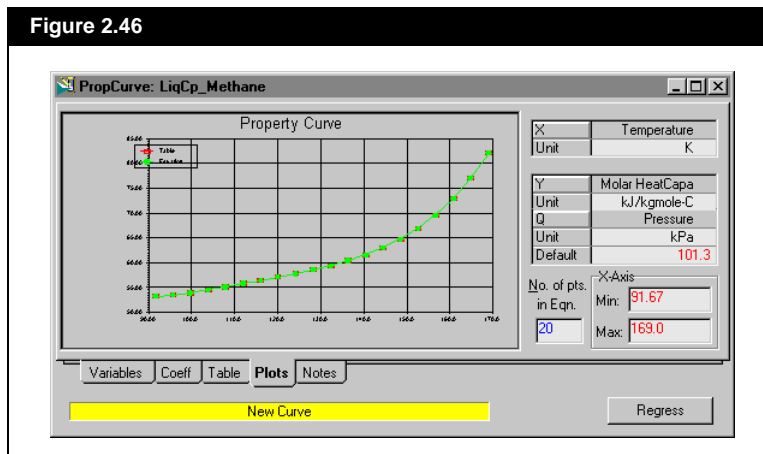 Figure 2.46
PropCurve: LiqCp_Methane
Property Curve
Table
X Temperature
Unit K
Y Molar HeatCapa
Unit kJ/kgmole-C
Q Pressure
Unit kPa
Default 101.3
No. of pts. in Eqn.
20
X-Axis
Min: 91.67
Max: 169.0
Variables Coeff Table Plots Notes
New Curve
Regress